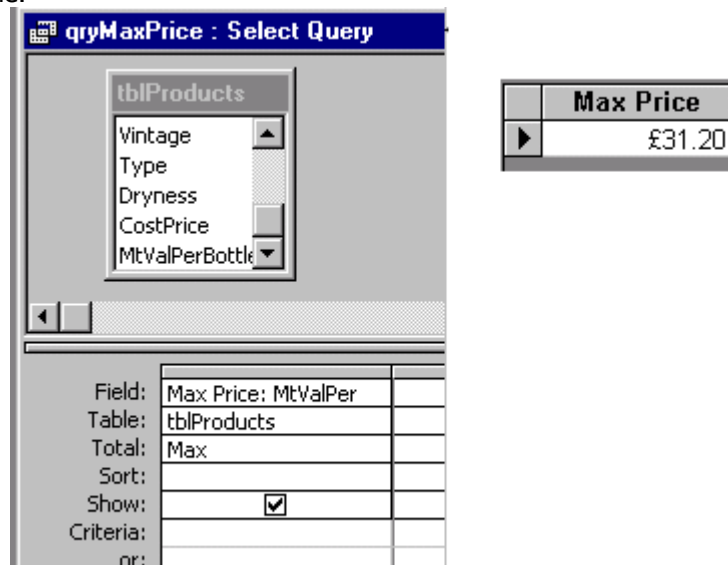 qryMaxPrice : Select Query
tblProducts
Vintage
Type
Dryness
CostPrice
MtValPerBottle
Max Price
£31.20
Field: Max Price: MtValPer
Table: tblProducts
Total: Max
Sort:
Show:
Criteria:
or: